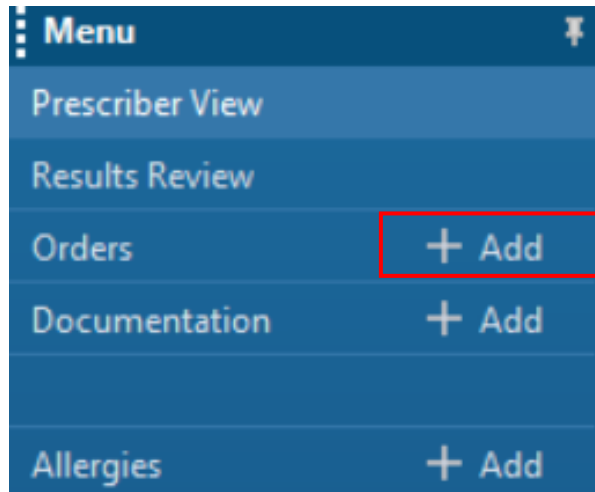 Menu
Prescriber View
Results Review
Orders + Add
Documentation + Add
Allergies + Add